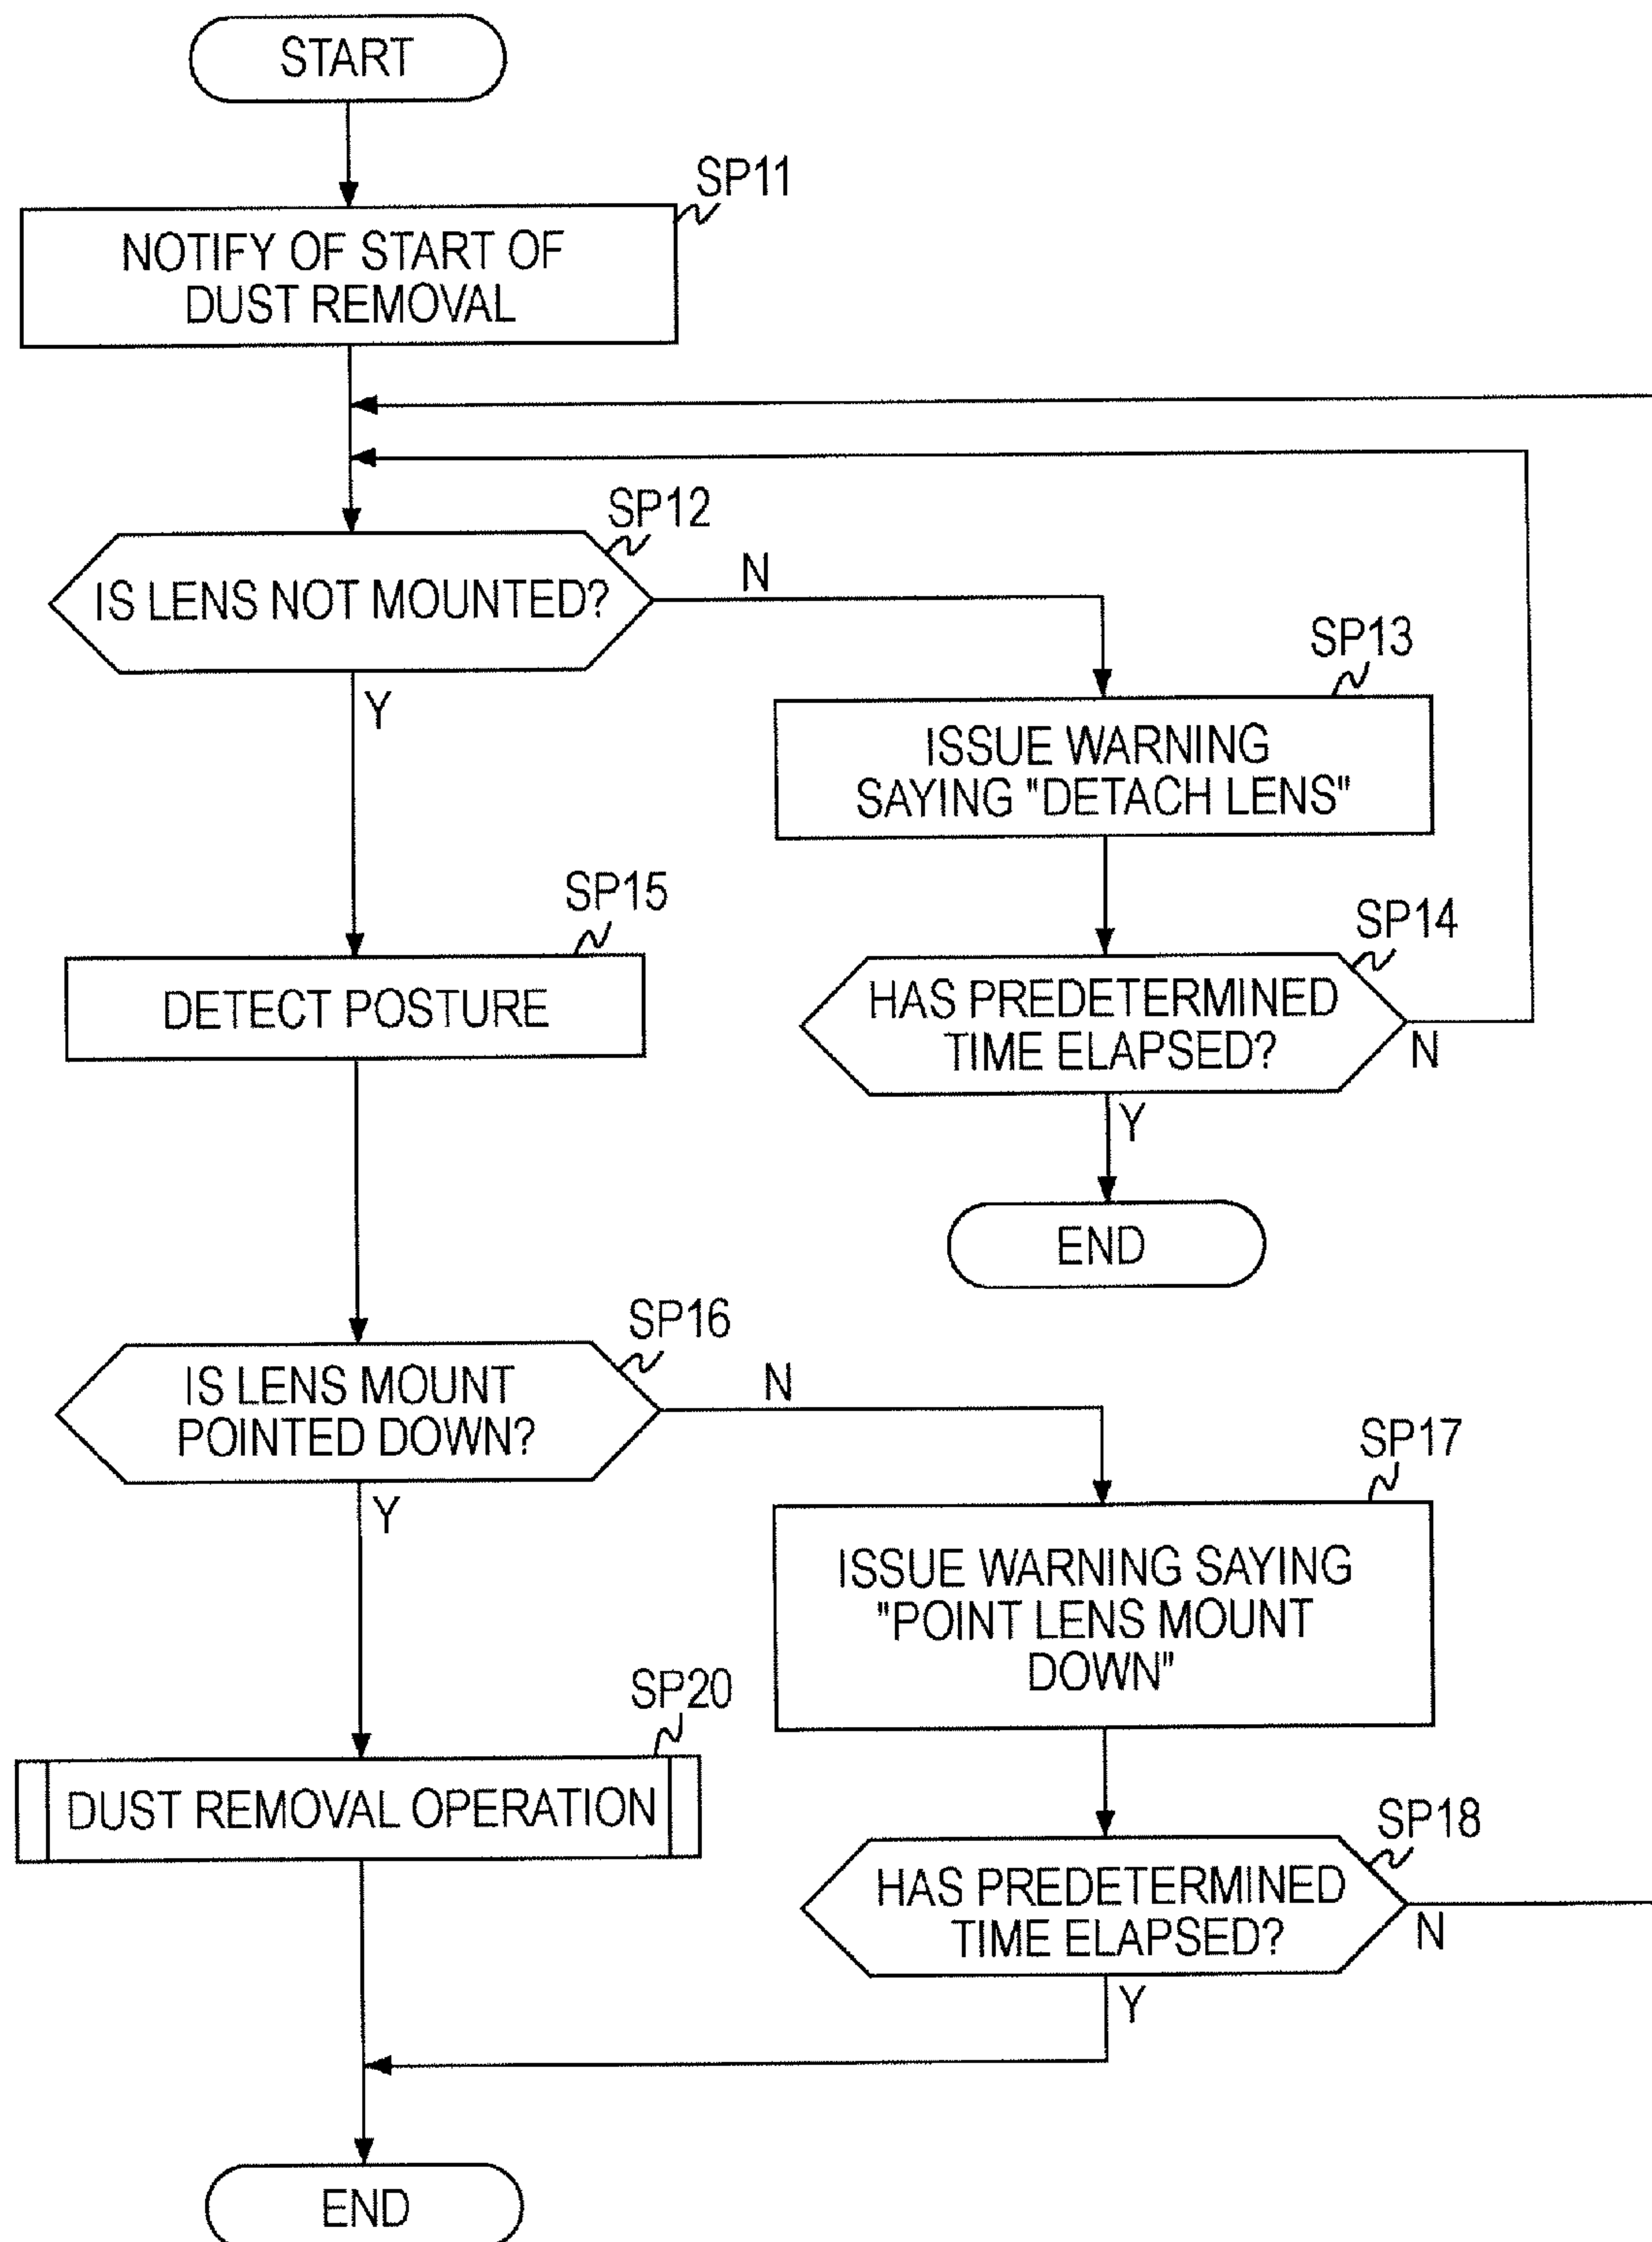 START
SP11
NOTIFY OF START OF
DUST REMOVAL
SP12
IS LENS NOT MOUNTED?
N
Y
SP13
ISSUE WARNING
SAYING "DETACH LENS"
SP15
DETECT POSTURE
SP14
HAS PREDETERMINED
TIME ELAPSED?
N
Y
END
SP16
IS LENS MOUNT
POINTED DOWN?
N
Y
SP17
ISSUE WARNING SAYING
"POINT LENS MOUNT
DOWN"
SP20
DUST REMOVAL OPERATION
SP18
HAS PREDETERMINED
TIME ELAPSED?
N
Y
END